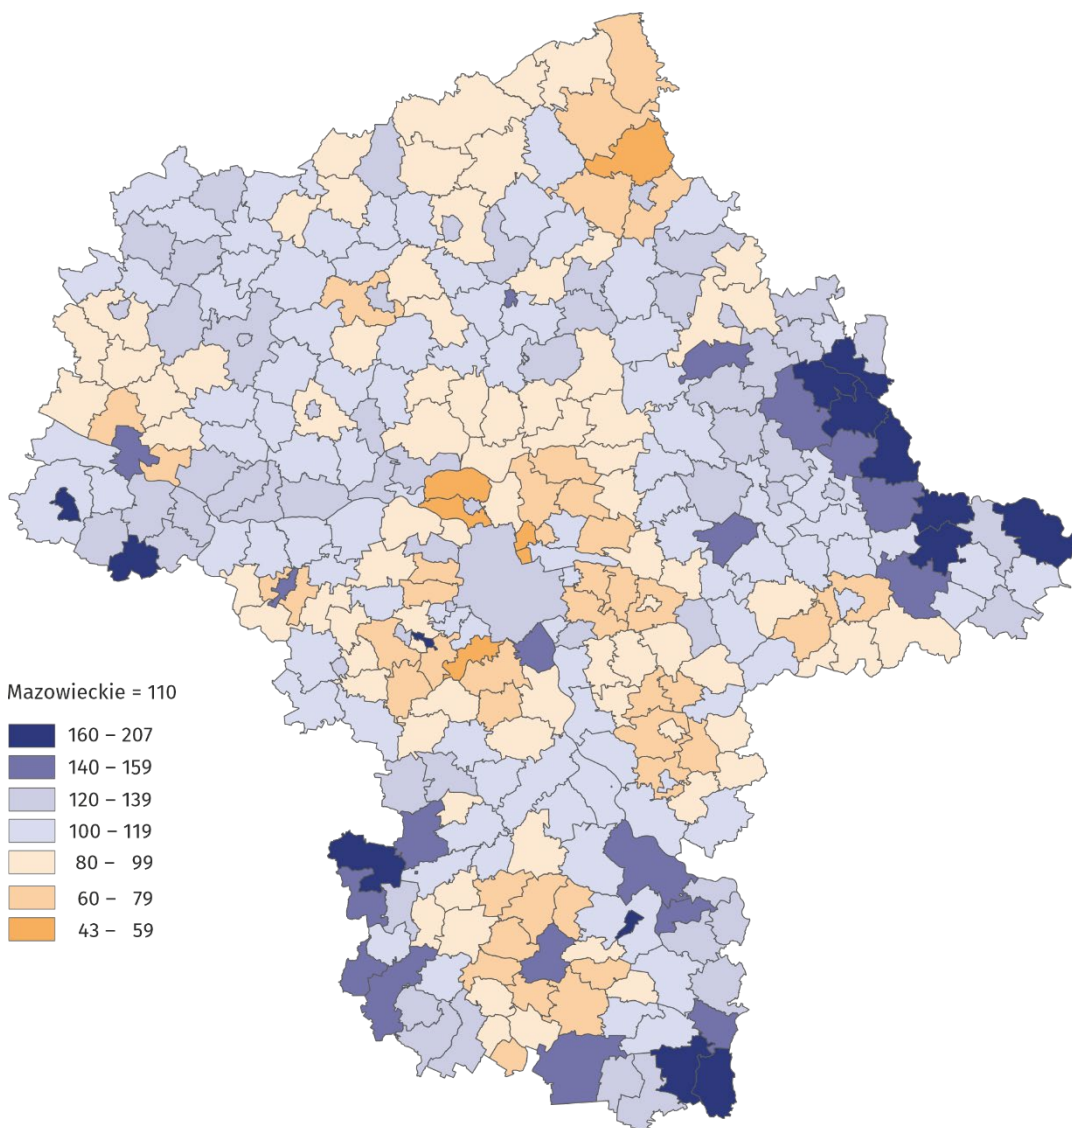 Mazowieckie = 110
160 – 207
140 – 159
120 – 139
100 – 119
80 – 99
60 – 79
43 – 59